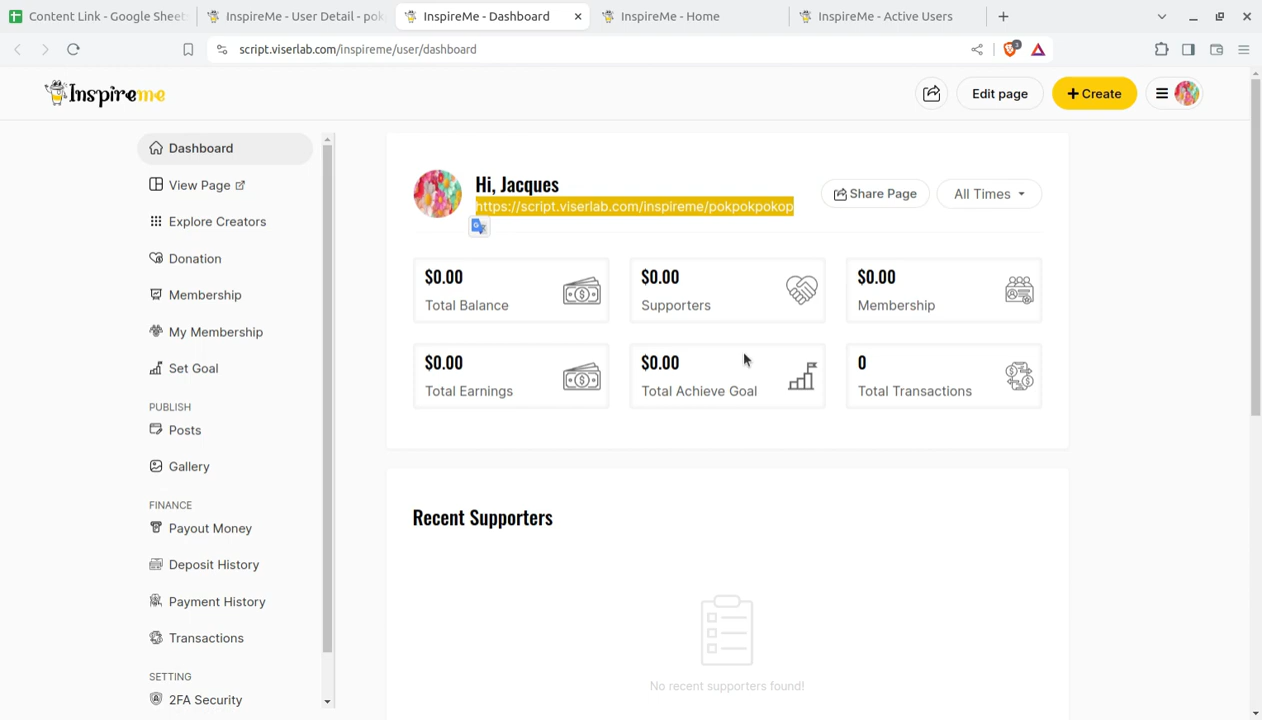 Content Link - Google Sheets
InspireMe - User Detail - pok
InspireMe - Dashboard
InspireMe - Home
InspireMe - Active Users
script.viserlab.com/inspireme/user/dashboard
3
Inspireme
Edit page
+ Create
Dashboard
View Page
Explore Creators
Donation
Membership
My Membership
Set Goal
PUBLISH
Posts
Gallery
FINANCE
Payout Money
Deposit History
Payment History
Transactions
SETTING
2FA Security
Hi, Jacques
https://script.viserlab.com/inspireme/pokpokpokop
Share Page
All Times
$0.00
Total Balance
$0.00
Supporters
$0.00
Membership
$0.00
Total Earnings
$0.00
Total Achieve Goal
0
Total Transactions
Recent Supporters
No recent supporters found!